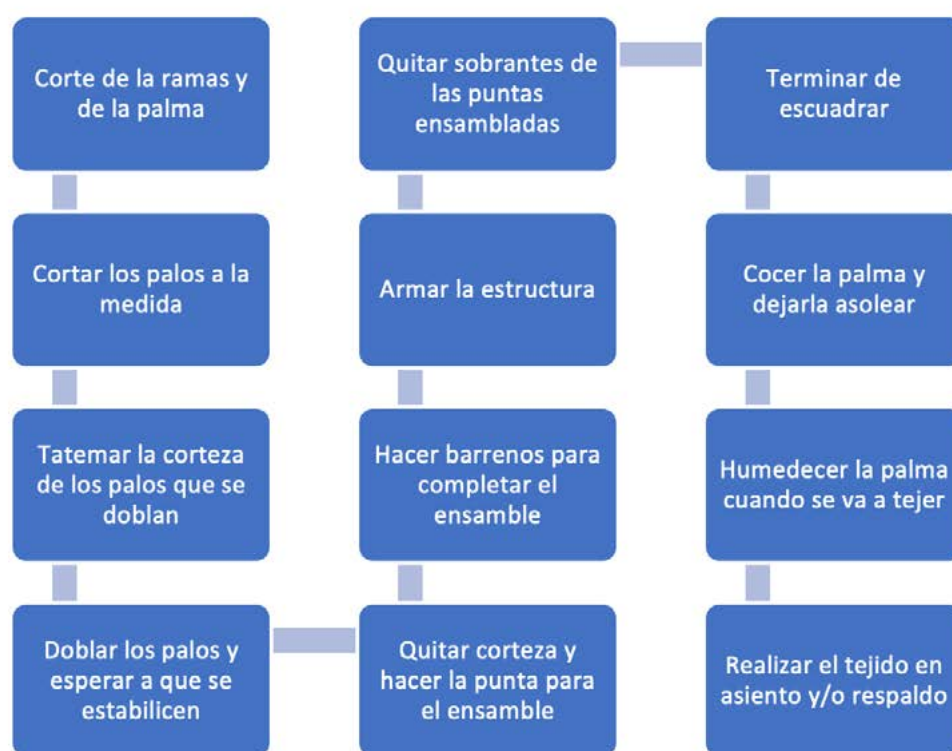 Corte de la ramas y
de la palma
Cortar los palos a la
medida
Tatemar la corteza
de los palos que se
doblan
Doblar los palos y
esperar a que se
estabilicen
Quitar corteza y
hacer la punta para
el ensamble
Hacer barrenos para
completar el
ensamble
Armar la estructura
Quitar sobrantes de
las puntas
ensambladas
Terminar de
escuadrar
Cocer la palma y
dejarla asolear
Humedecer la palma
cuando se va a tejer
Realizar el tejido en
asiento y/o respaldo